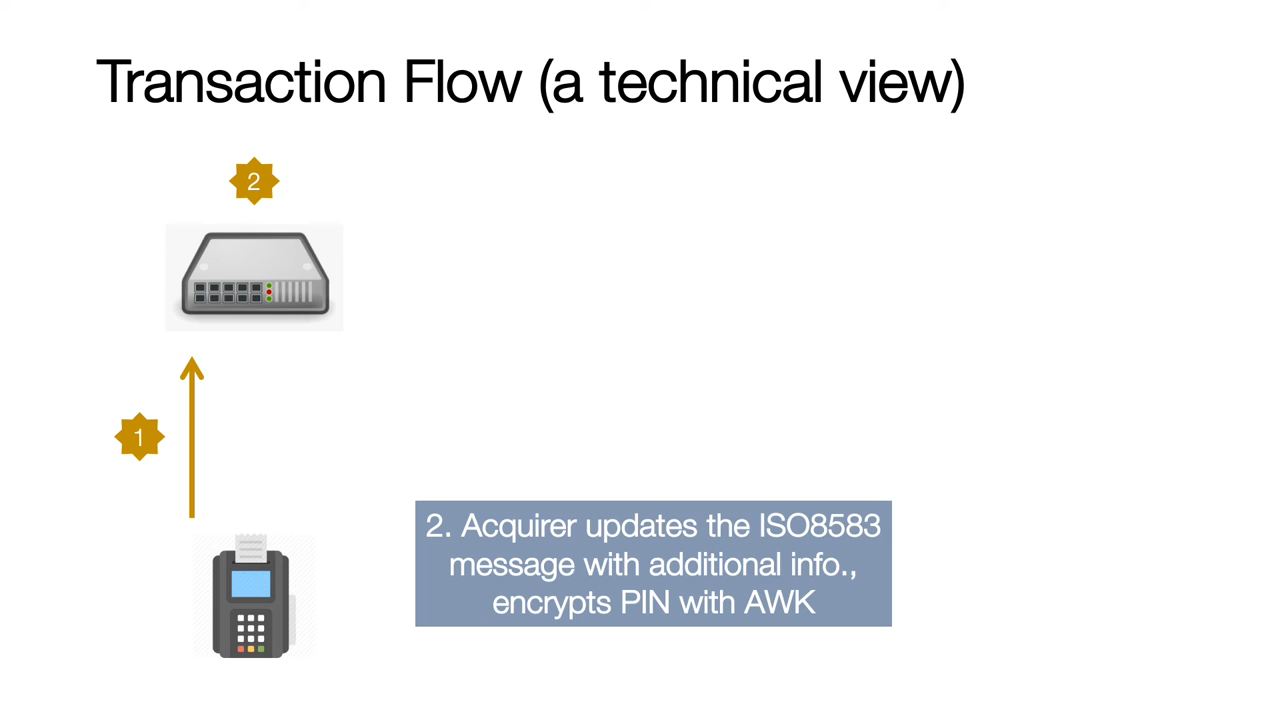 Transaction Flow (a technical view)
2
1
2. Acquirer updates the ISO8583
message with additional info.,
encrypts PIN with AWK